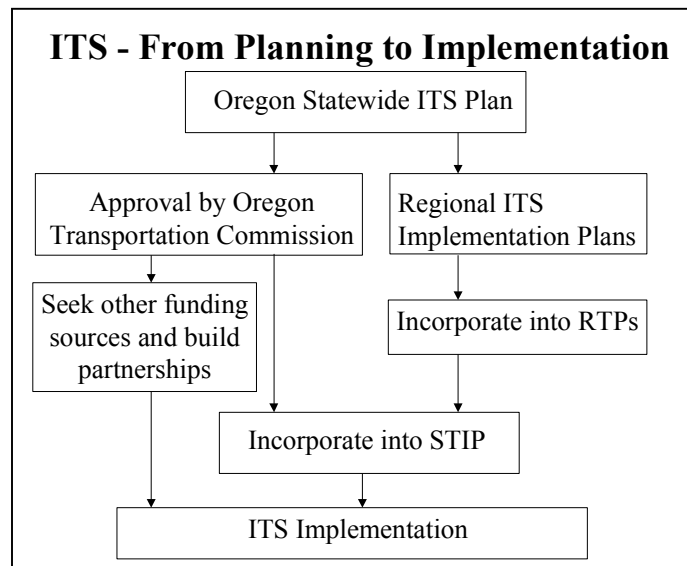 ITS - From Planning to Implementation
Oregon Statewide ITS Plan
Approval by Oregon
Transportation Commission
Regional ITS
Implementation Plans
Seek other funding
sources and build
partnerships
Incorporate into RTPs
Incorporate into STIP
ITS Implementation